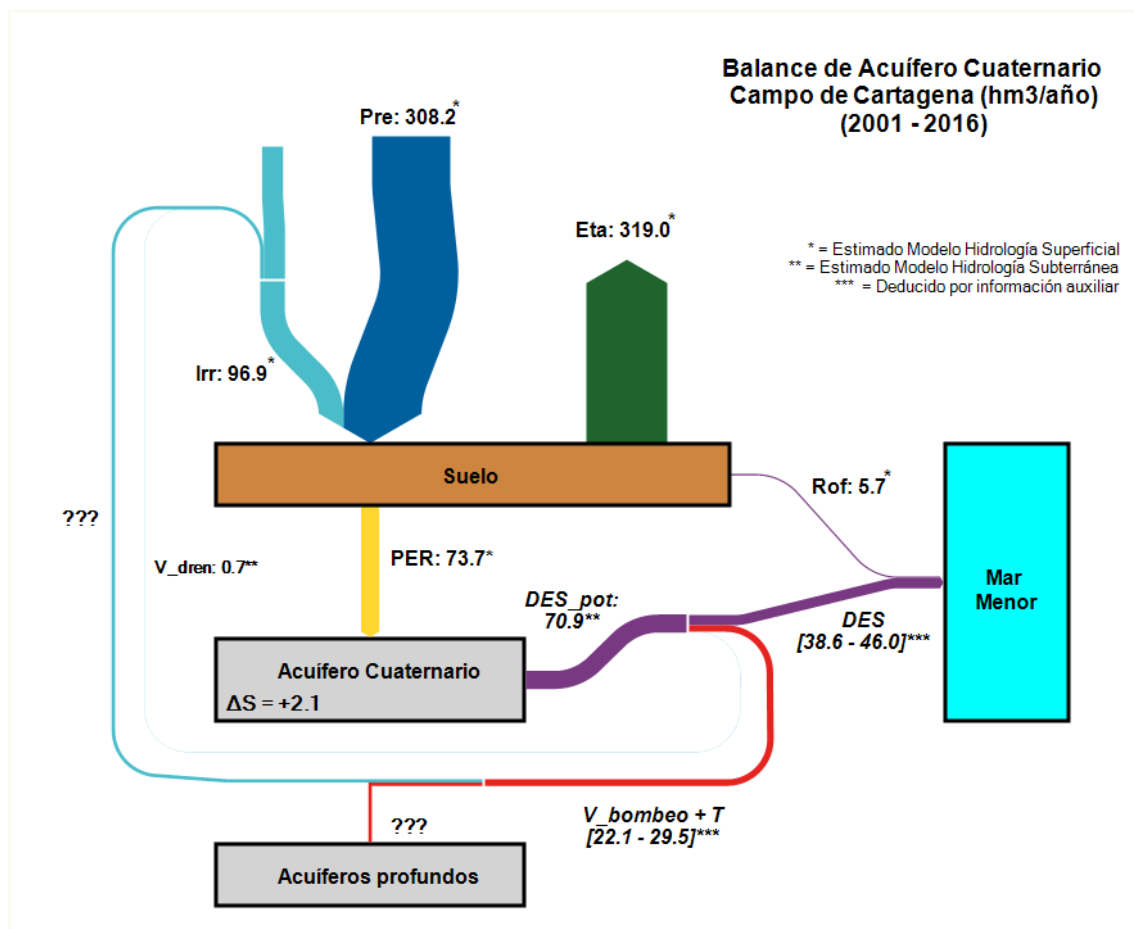 Balance de Acuífero Cuaternario
Campo de Cartagena (hm3/año)
(2001 - 2016)
Pre: 308.2*
Eta: 319.0*
* = Estimado Modelo Hidrología Superficial
** = Estimado Modelo Hidrología Subterránea
*** = Deducido por información auxiliar
Irr: 96.9*
Suelo
Rof: 5.7*
???
V_dren: 0.7**
PER: 73.7*
DES_pot:
70.9**
Mar
Menor
DES
[38.6 - 46.0]***
Acuífero Cuaternario
ΔS = +2.1
V_bombeo + T
[22.1 - 29.5]***
???
Acuíferos profundos